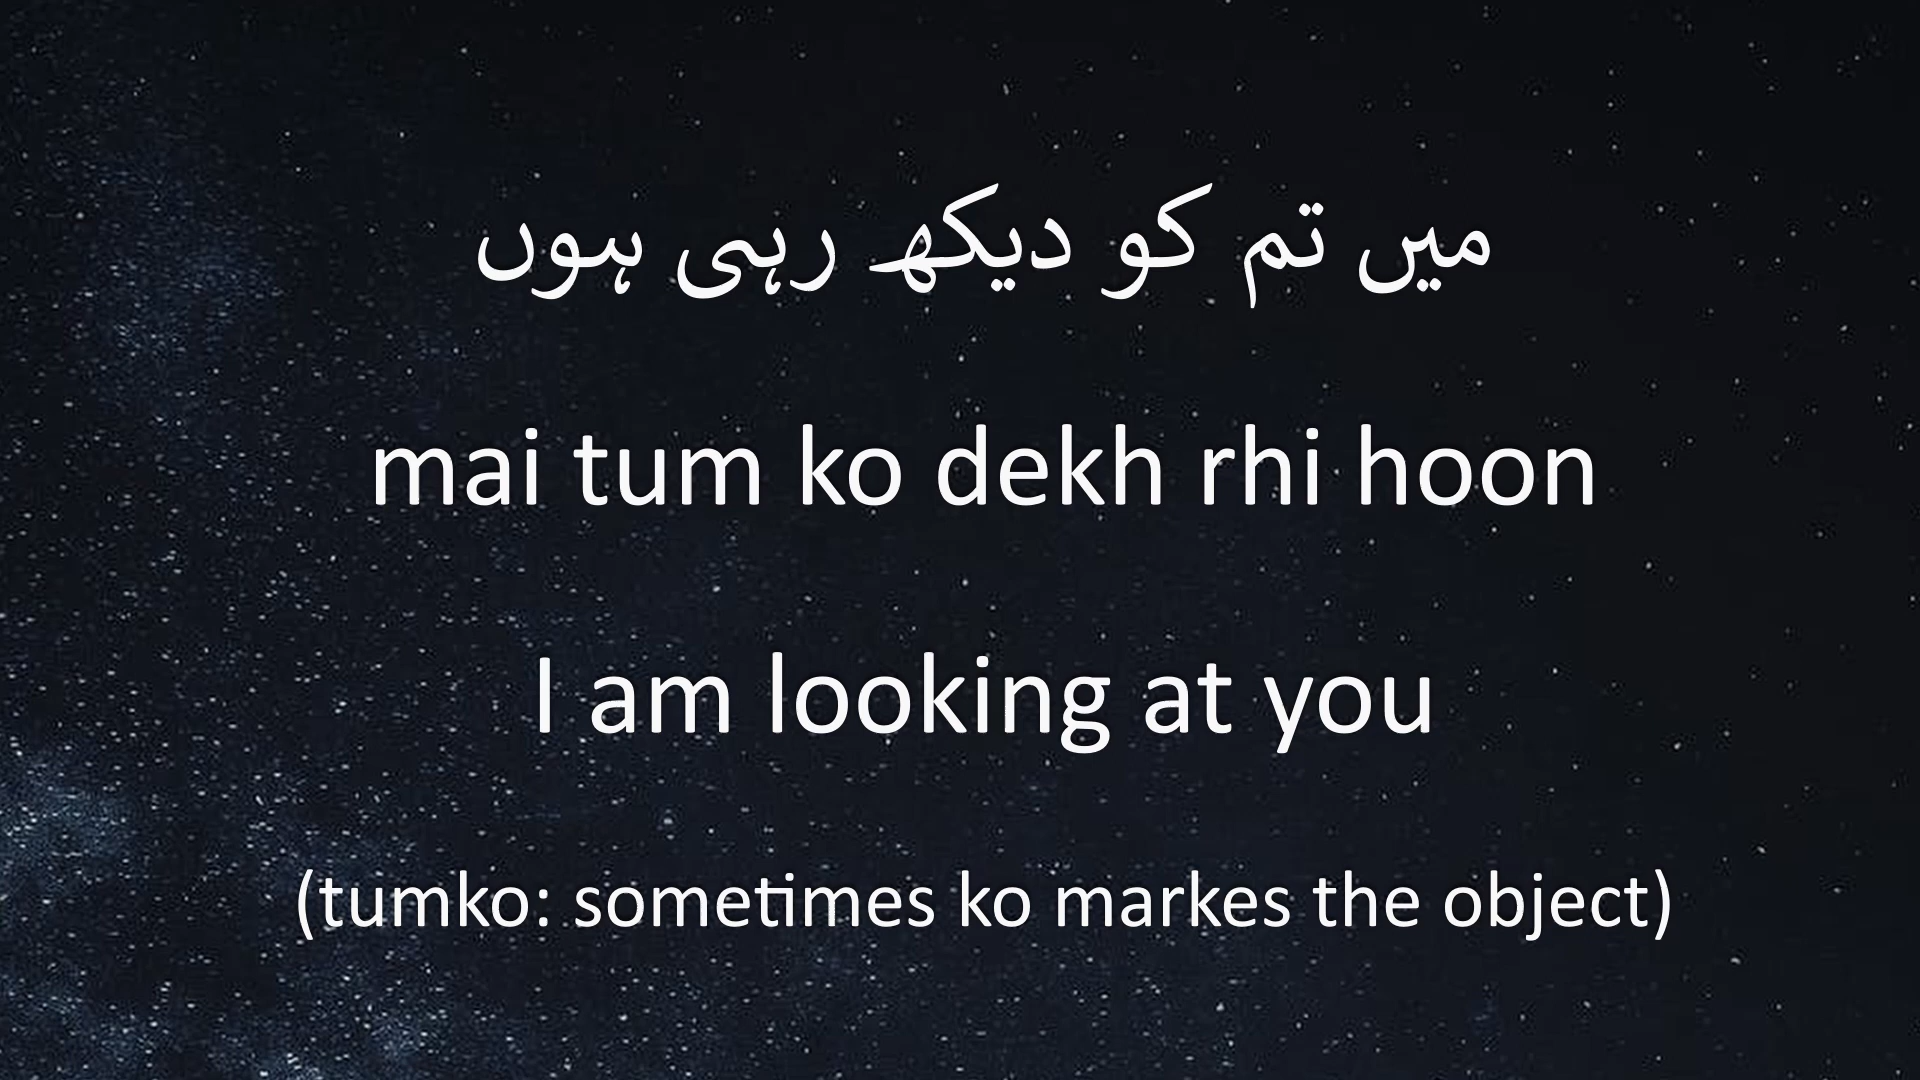 میں تم کو دیکھ رہی ہوں
mai tum ko dekh rhi hoon
I am looking at you
(tumko: sometimes ko markes the object)